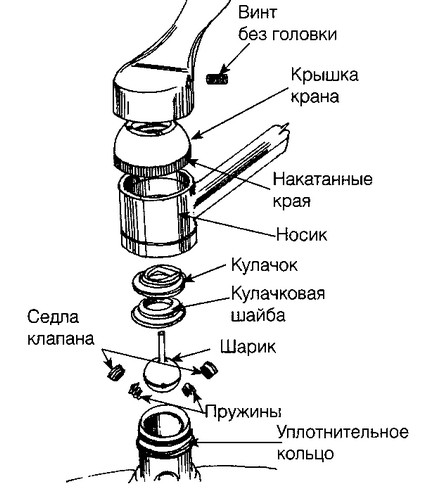 Винт
без головки
Крышка
крана
Накатанные
края
Носик
Кулачок
Кулачковая
шайба
Седла
клапана
Шарик
Пружины
Уплотнительное
кольцо